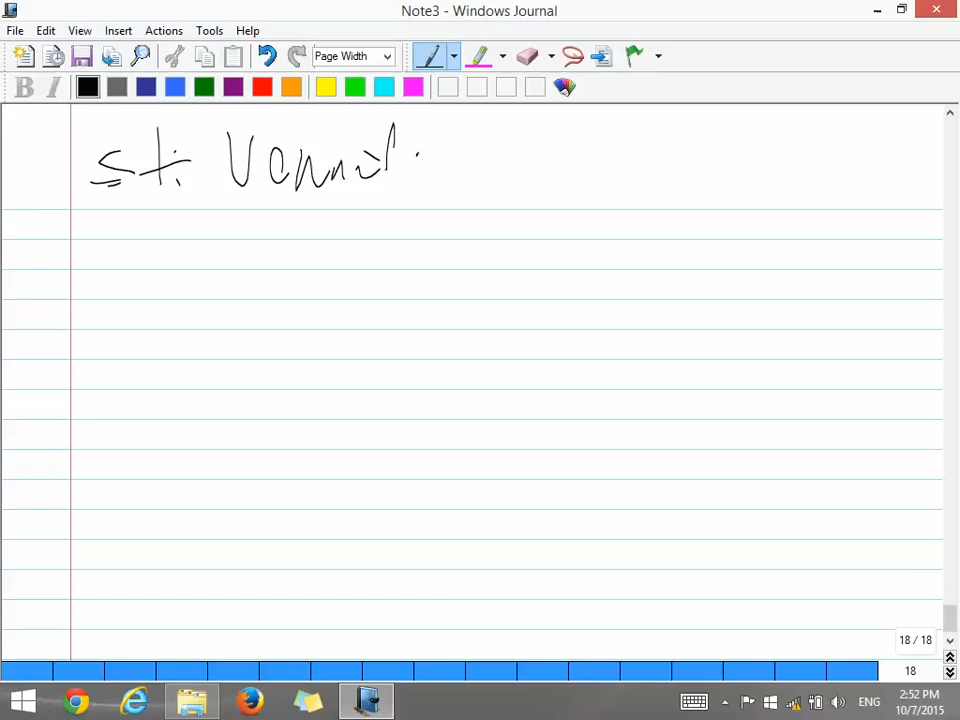 Note3 - Windows Journal
File Edit View Insert Actions Tools Help
Page Width
B I
18 / 18
18
ENG
2:52 PM
10/7/2015